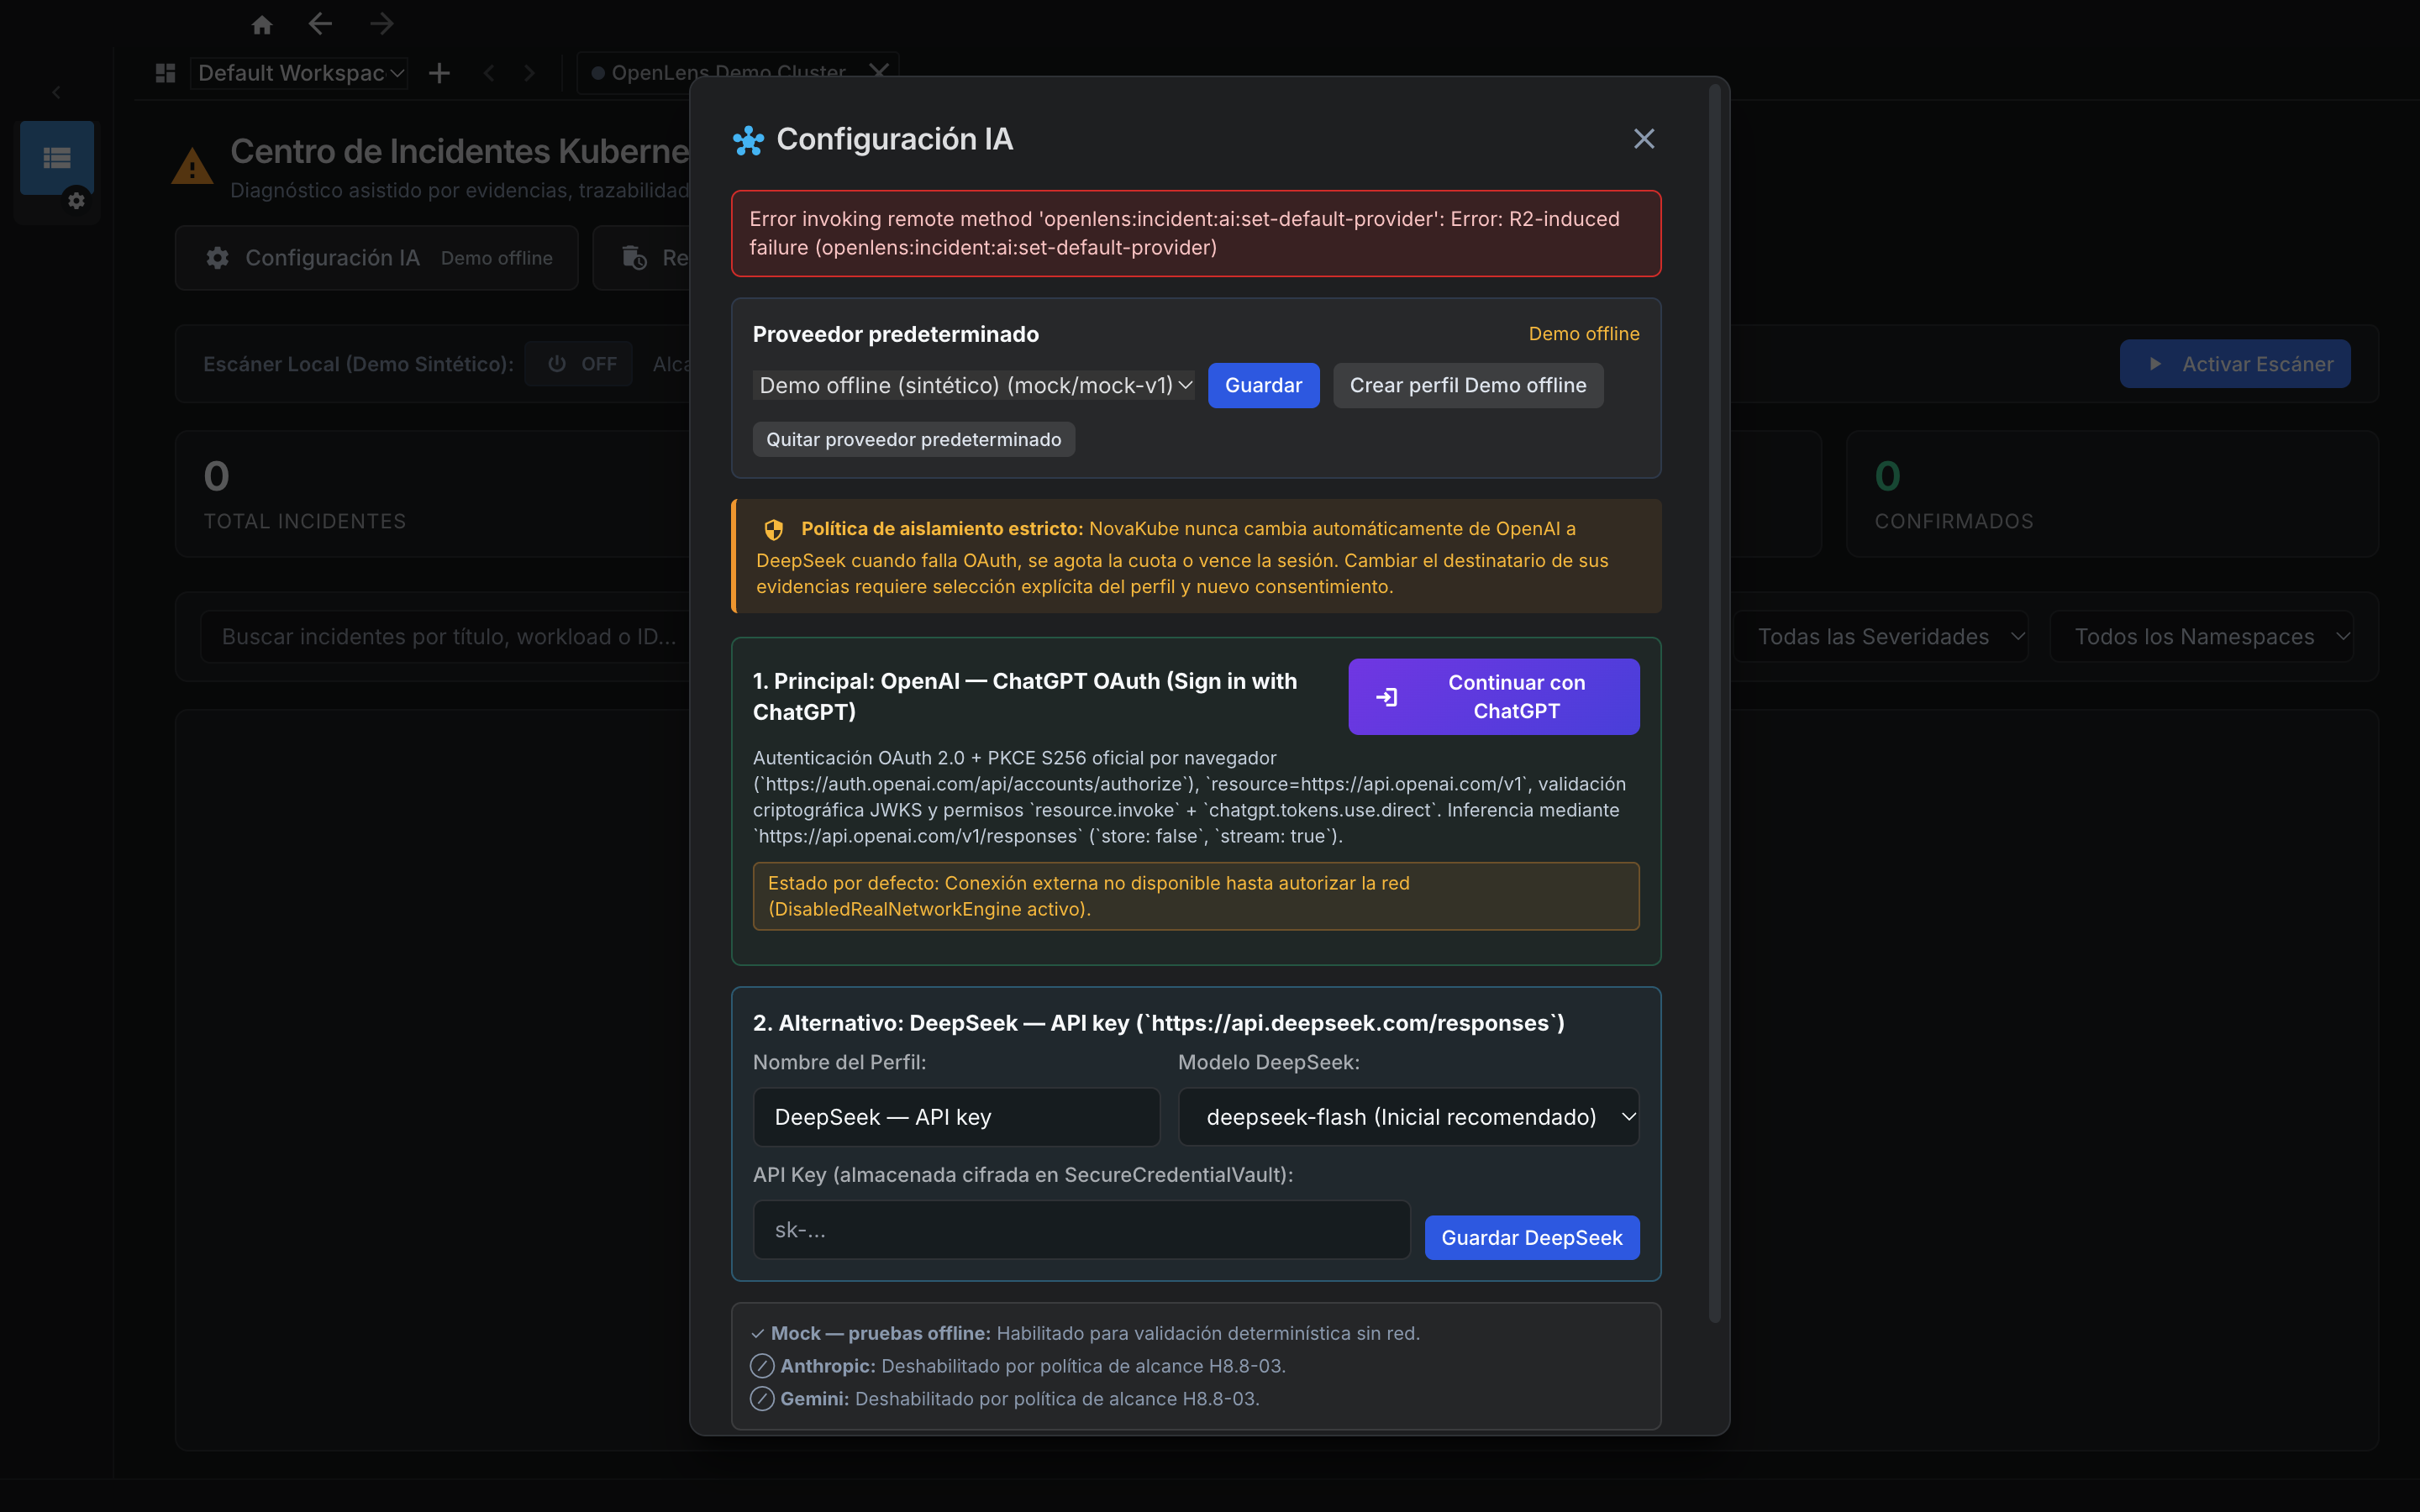 Default Workspac
OpenLens Demo Cluster
Centro de Incidentes Kuberne
Diagnóstico asistido por evidencias, trazabilidad
Configuración IA Demo offline
Re
Escáner Local (Demo Sintético): OFF Alca
Activar Escáner
0
TOTAL INCIDENTES
0
CONFIRMADOS
Buscar incidentes por título, workload o ID...
Todas las Severidades
Todos los Namespaces
Configuración IA
Error invoking remote method 'openlens:incident:ai:set-default-provider': Error: R2-induced
failure (openlens:incident:ai:set-default-provider)
Proveedor predeterminado
Demo offline
Demo offline (sintético) (mock/mock-v1)
Guardar
Crear perfil Demo offline
Quitar proveedor predeterminado
Política de aislamiento estricto: NovaKube nunca cambia automáticamente de OpenAI a
DeepSeek cuando falla OAuth, se agota la cuota o vence la sesión. Cambiar el destinatario de sus
evidencias requiere selección explícita del perfil y nuevo consentimiento.
1. Principal: OpenAI — ChatGPT OAuth (Sign in with
ChatGPT)
Continuar con
ChatGPT
Autenticación OAuth 2.0 + PKCE S256 oficial por navegador
(`https://auth.openai.com/api/accounts/authorize`), `resource=https://api.openai.com/v1`, validación
criptográfica JWKS y permisos `resource.invoke` + `chatgpt.tokens.use.direct`. Inferencia mediante
`https://api.openai.com/v1/responses` (`store: false`, `stream: true`).
Estado por defecto: Conexión externa no disponible hasta autorizar la red
(DisabledRealNetworkEngine activo).
2. Alternativo: DeepSeek — API key (`https://api.deepseek.com/responses`)
Nombre del Perfil:
Modelo DeepSeek:
DeepSeek — API key
deepseek-flash (Inicial recomendado)
API Key (almacenada cifrada en SecureCredentialVault):
sk-...
Guardar DeepSeek
Mock — pruebas offline: Habilitado para validación determinística sin red.
Anthropic: Deshabilitado por política de alcance H8.8-03.
Gemini: Deshabilitado por política de alcance H8.8-03.